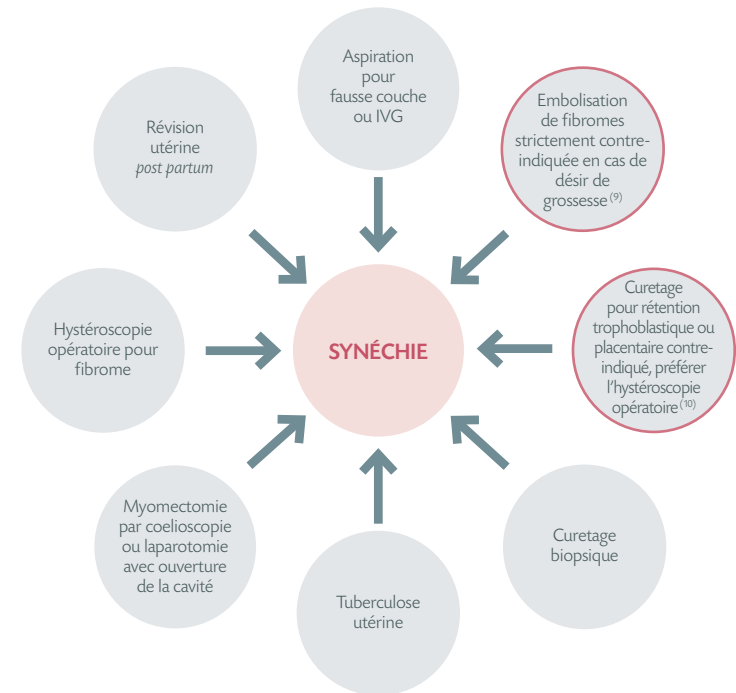 Aspiration
pour
fausse couche
ou IVG
Embolisation
de fibromes
strictement contre-
indiquée en cas de
désir de
grossesse (9)
Curetage
pour rétention
trophoblastique ou
placentaire contre-
indiqué, préférer
l'hystéroscopie
opératoire (10)
Curetage
biopsique
Tuberculose
utérine
Myomectomie
par coelioscopie
ou laparotomie
avec ouverture
de la cavité
Hystéroscopie
opératoire pour
fibrome
Révision
utérine
post partum
SYNÉCHIE